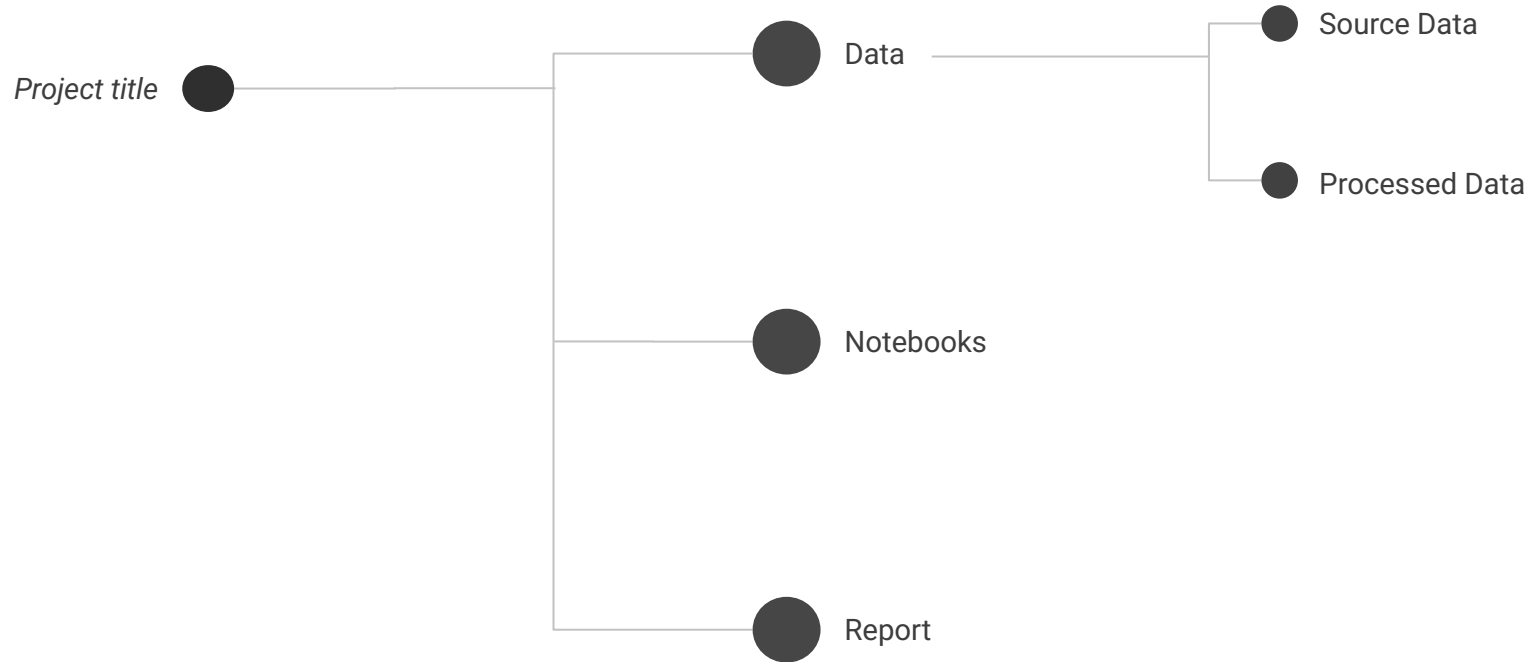 Project title
Data
Source Data
Processed Data
Notebooks
Report